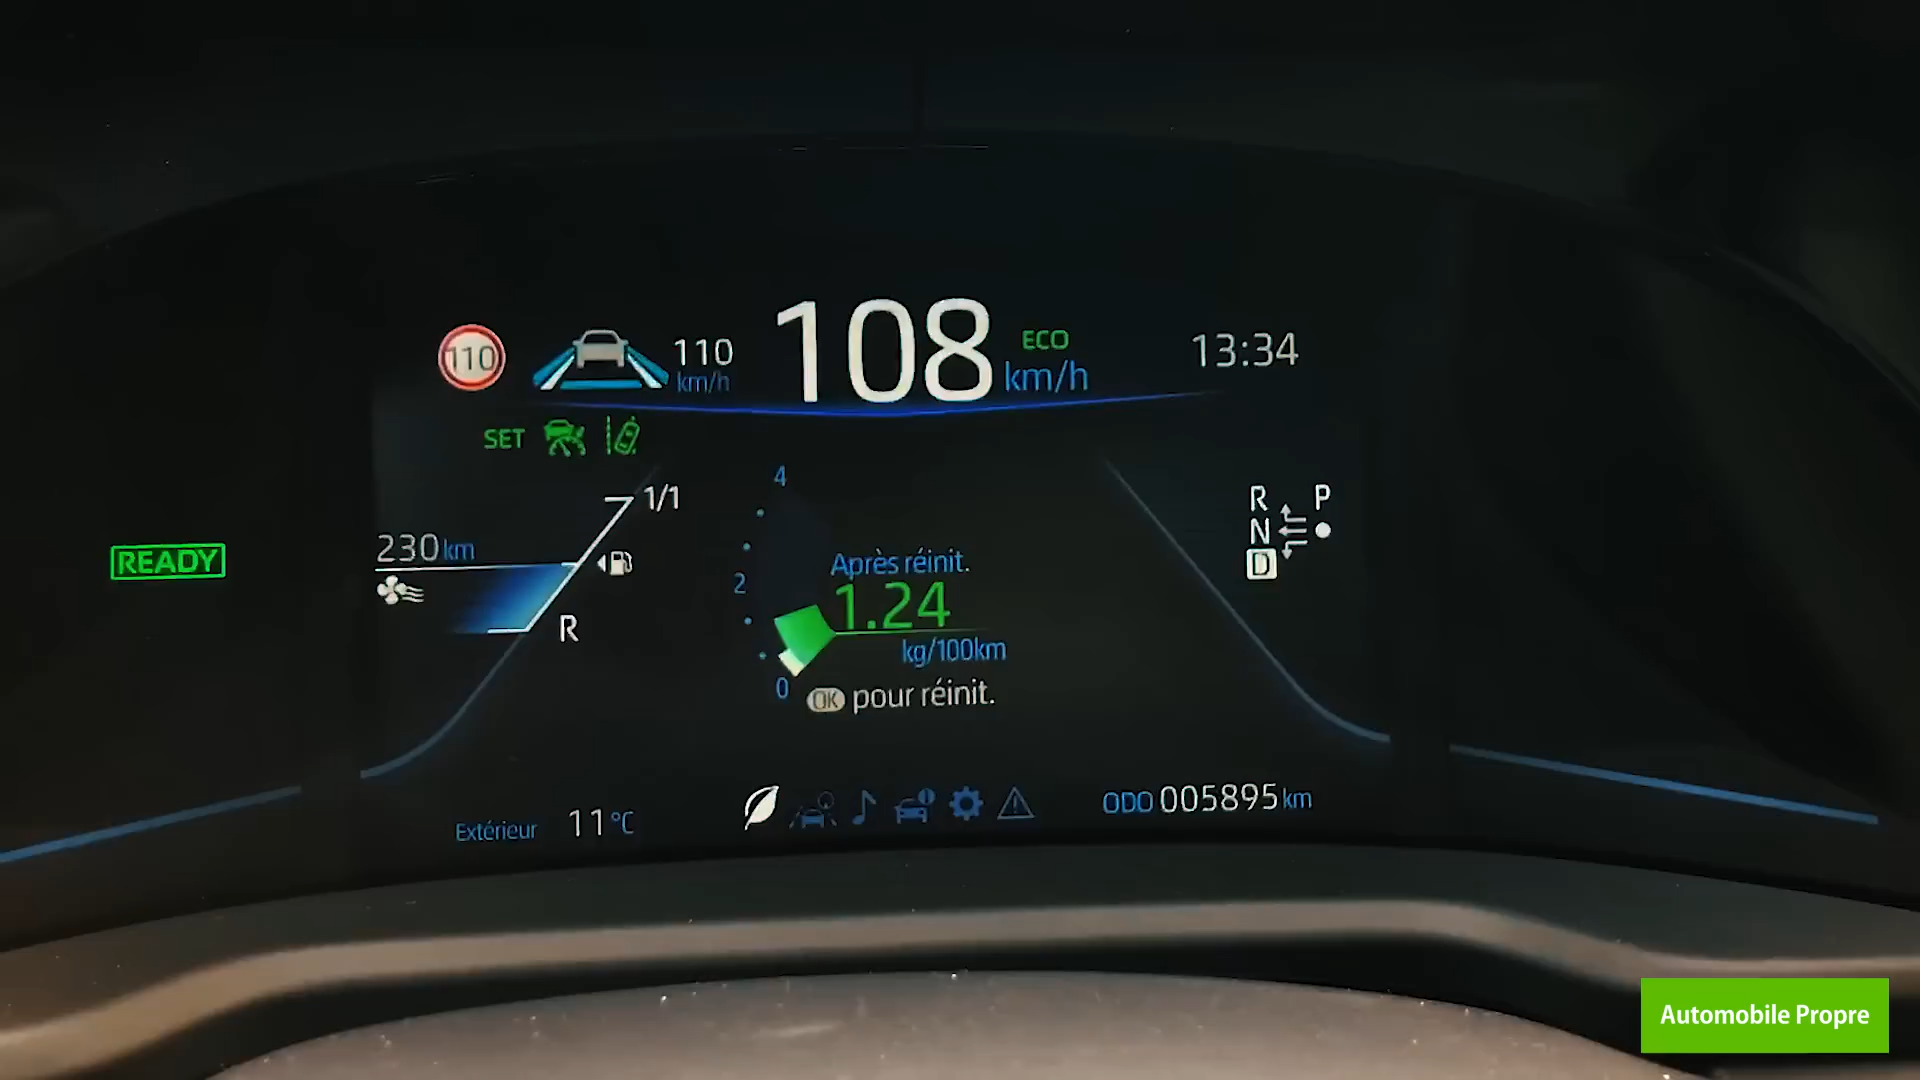 110
110
km/h
108
ECO
km/h
13:34
SET
1/1
230 km
R
READY
4
2
0
Après réinit.
1.24
kg/100km
OK pour réinit.
R
P
N
D
Extérieur 11°C
ODO 005895 km
Automobile Propre